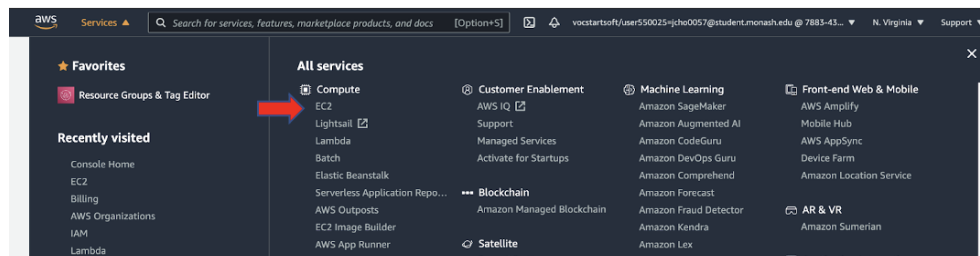 aws Services ▲ Search for services, features, marketplace products, and docs [Option+S] vocstartsoft/user550025=jcho0057@student.monash.edu @ 7883-43... ▼ N. Virginia ▼ Support
Favorites
Resource Groups & Tag Editor
Recently visited
Console Home
EC2
Billing
AWS Organizations
IAM
Lambda
All services
Compute
EC2
Lightsail
Lambda
Batch
Elastic Beanstalk
Serverless Application Repo...
AWS Outposts
EC2 Image Builder
AWS App Runner
Customer Enablement
AWS IQ
Support
Managed Services
Activate for Startups
Blockchain
Amazon Managed Blockchain
Satellite
Machine Learning
Amazon SageMaker
Amazon Augmented AI
Amazon CodeGuru
Amazon DevOps Guru
Amazon Comprehend
Amazon Forecast
Amazon Fraud Detector
Amazon Kendra
Amazon Lex
Front-end Web & Mobile
AWS Amplify
Mobile Hub
AWS AppSync
Device Farm
Amazon Location Service
AR & VR
Amazon Sumerian